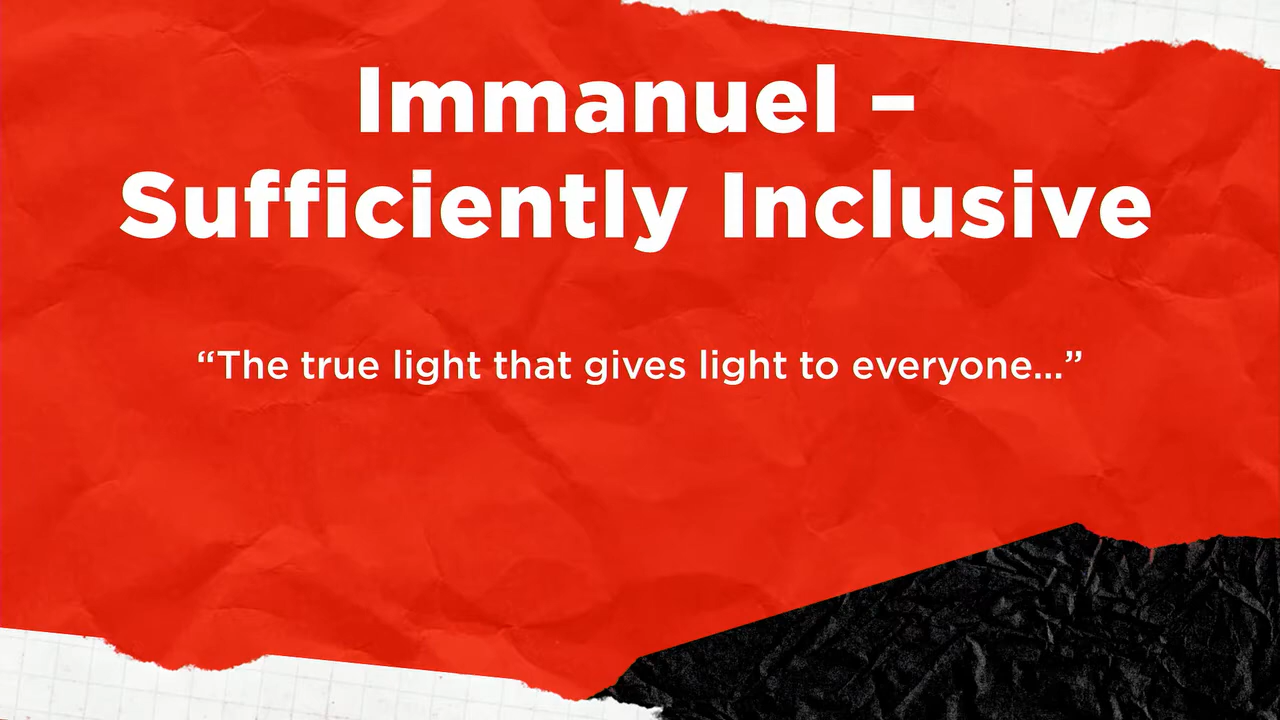 Immanuel –
Sufficiently Inclusive
“The true light that gives light to everyone...”